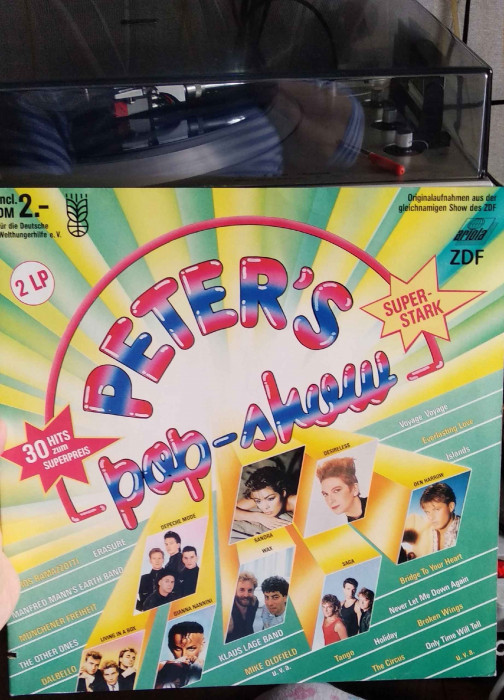 incl.
DM 2.-
für die Deutsche
Welthungerhilfe e.V.
2 LP
Originalaufnahmen aus der
gleichnamigen Show des ZDF
ariola
ZDF
PETER'S
pop-show
SUPER-
STARK
30 HITS
zum
SUPERPREIS
Voyage Voyage
Everlasting Love
Islands
DESIRELESS
DEN HARROW
SANDRA
DEPECHE MODE
WAX
SAGA
GIANNA NANNINI
LIVING IN A BOX
ERASURE
RAMAZZOTTI
MANFRED MANN'S EARTH BAND
MÜNCHENER FREIHEIT
THE OTHER ONES
DALBELLO
KLAUS LAGE BAND
MIKE OLDFIELD
u.v.a.
Bridge To Your Heart
Never Let Me Down Again
Holiday
Broken Wings
Tango
The Circus
Only Time Will Tell
u.v.a.